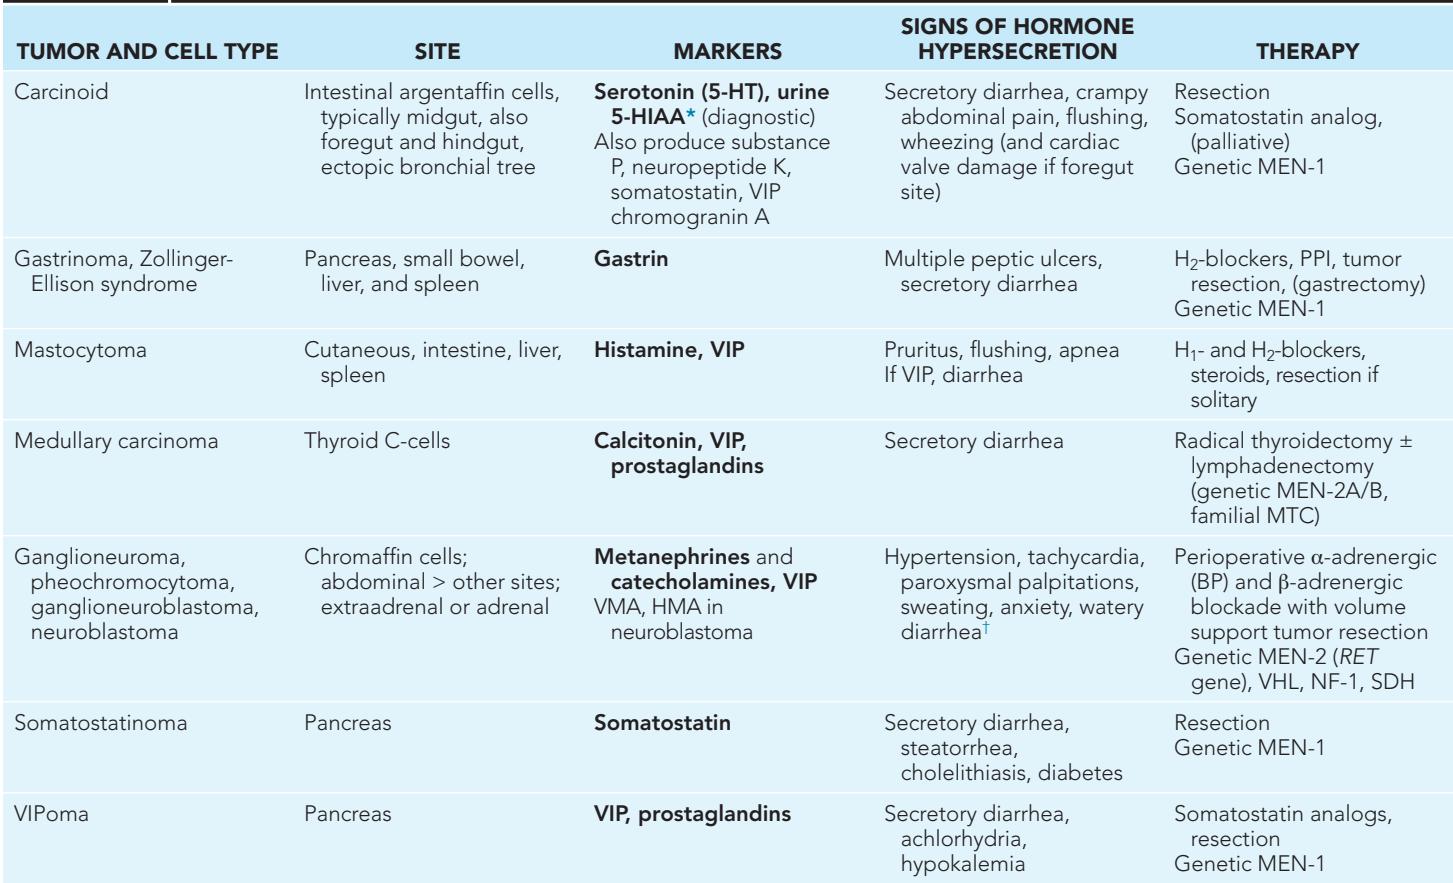 TUMOR AND CELL TYPE
SITE
MARKERS
SIGNS OF HORMONE
HYPERSECRETION
THERAPY
Carcinoid
Intestinal argentaffin cells,
typically midgut, also
foregut and hindgut,
ectopic bronchial tree
Serotonin (5-HT), urine
5-HIAA* (diagnostic)
Also produce substance
P, neuropeptide K,
somatostatin, VIP
chromogranin A
Secretory diarrhea, crampy
abdominal pain, flushing,
wheezing (and cardiac
valve damage if foregut
site)
Resection
Somatostatin analog,
(palliative)
Genetic MEN-1
Gastrinoma, Zollinger-
Ellison syndrome
Pancreas, small bowel,
liver, and spleen
Gastrin
Multiple peptic ulcers,
secretory diarrhea
H₂-blockers, PPI, tumor
resection, (gastrectomy)
Genetic MEN-1
Mastocytoma
Cutaneous, intestine, liver,
spleen
Histamine, VIP
Pruritus, flushing, apnea
If VIP, diarrhea
H₁- and H₂-blockers,
steroids, resection if
solitary
Medullary carcinoma
Thyroid C-cells
Calcitonin, VIP,
prostaglandins
Secretory diarrhea
Radical thyroidectomy ±
lymphadenectomy
(genetic MEN-2A/B,
familial MTC)
Ganglioneuroma,
pheochromocytoma,
ganglioneuroblastoma,
neuroblastoma
Chromaffin cells;
abdominal > other sites;
extraadrenal or adrenal
Metanephrines and
catecholamines, VIP
VMA, HMA in
neuroblastoma
Hypertension, tachycardia,
paroxysmal palpitations,
sweating, anxiety, watery
diarrhea†
Perioperative α-adrenergic
(BP) and β-adrenergic
blockade with volume
support tumor resection
Genetic MEN-2 (RET
gene), VHL, NF-1, SDH
Somatostatinoma
Pancreas
Somatostatin
Secretory diarrhea,
steatorrhea,
cholelithiasis, diabetes
Resection
Genetic MEN-1
VIPoma
Pancreas
VIP, prostaglandins
Secretory diarrhea,
achlorhydria,
hypokalemia
Somatostatin analogs,
resection
Genetic MEN-1